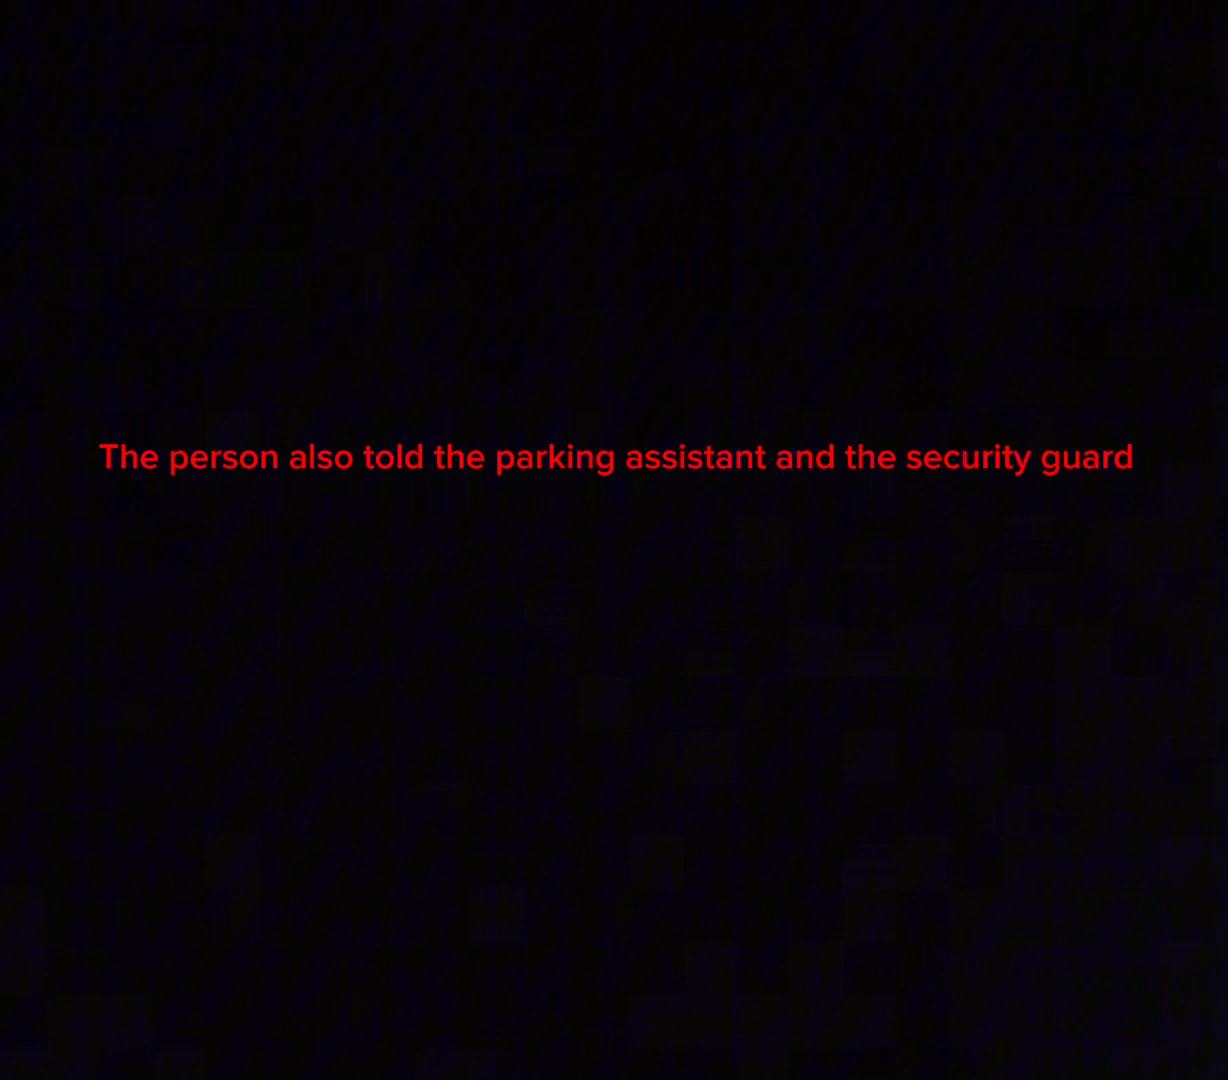 The person also told the parking assistant and the security guard